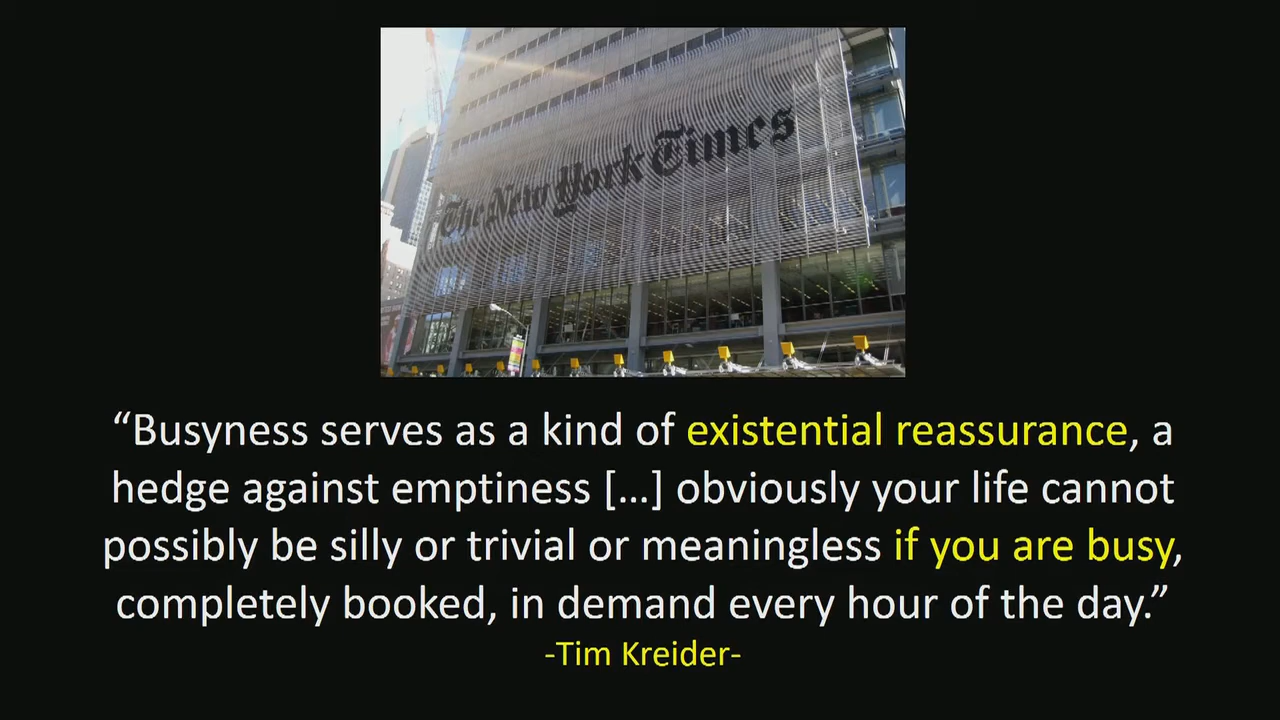 The New York Times
“Busyness serves as a kind of existential reassurance, a
hedge against emptiness [...] obviously your life cannot
possibly be silly or trivial or meaningless if you are busy,
completely booked, in demand every hour of the day.”
-Tim Kreider-